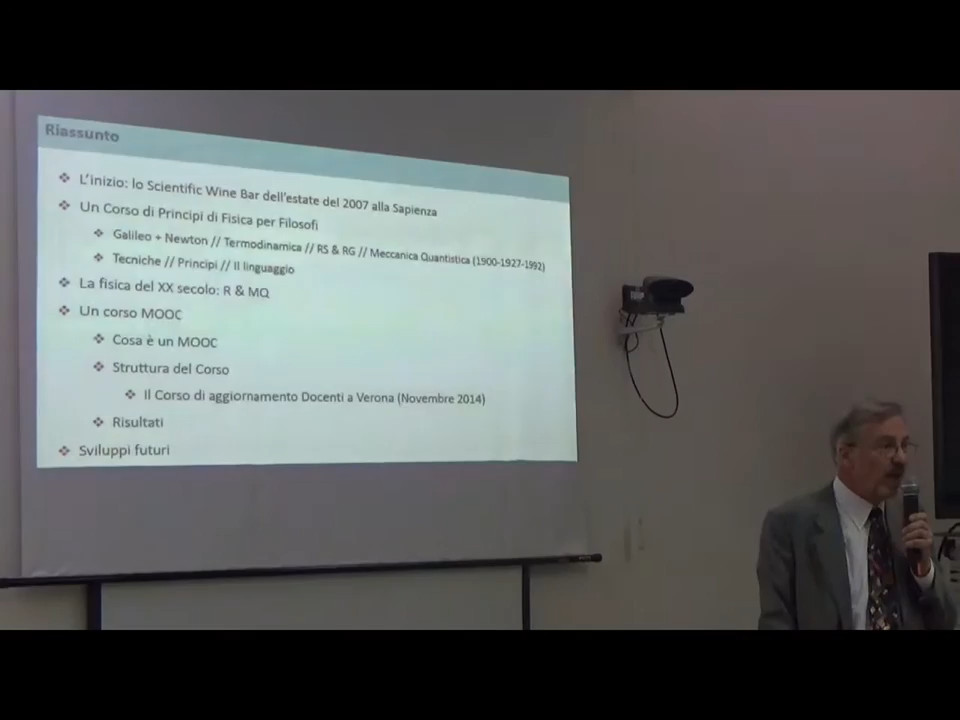 Riassunto
❖ L'inizio: lo Scientific Wine Bar dell'estate del 2007 alla Sapienza
❖ Un Corso di Principi di Fisica per Filosofi
❖ Galileo + Newton // Termodinamica // RS & RG // Meccanica Quantistica (1900-1927-1992)
❖ Tecniche // Principi // Il linguaggio
❖ La fisica del XX secolo: R & MQ
❖ Un corso MOOC
❖ Cosa è un MOOC
❖ Struttura del Corso
❖ Il Corso di aggiornamento Docenti a Verona (Novembre 2014)
❖ Risultati
❖ Sviluppi futuri